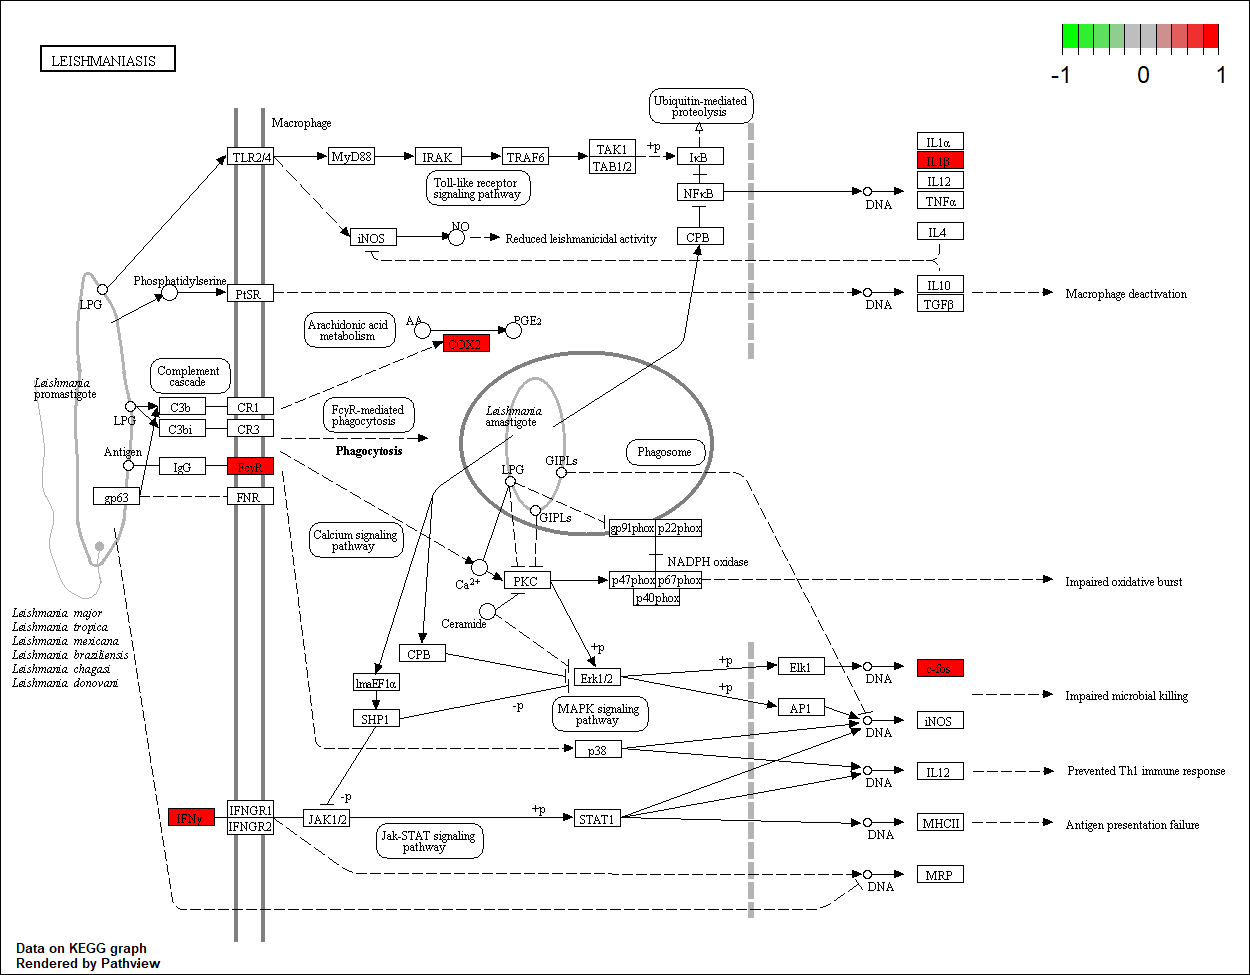 LEISHMANIASIS
-1 0 1
Macrophage
Ubiquitin-mediated
proteolysis
TLR2/4
MyD88
IRAK
TRAF6
TAK1
TAB1/2
+p
IκB
Toll-like receptor
signaling pathway
NFκB
DNA
IL1α
IL1β
IL12
TNFα
iNOS
NO
Reduced leishmanicidal activity
CPB
IL4
Phosphatidylserine
LPG
PtSR
DNA
IL10
TGFβ
Macrophage deactivation
Arachidonic acid
metabolism
AA
PGE2
COX2
Complement
cascade
Leishmania
promastigote
LPG
C3b
CR1
C3bi
CR3
FcγR-mediated
phagocytosis
Phagocytosis
Leishmania
amastigote
Phagosome
Antigen
IgG
FcγR
gp63
FNR
LPG
GIPLs
GIPLs
Calcium signaling
pathway
gp91phox
p22phox
NADPH oxidase
Ca2+
PKC
p47phox
p67phox
p40phox
Impaired oxidative burst
Ceramide
Leishmania major
Leishmania tropica
Leishmania mexicana
Leishmania braziliensis
Leishmania chagasi
Leishmania donovani
CPB
+p
lmaEF1α
SHP1
-p
Erk1/2
MAPK signaling
pathway
+p
+p
Elk1
DNA
c-fos
AP1
DNA
iNOS
Impaired microbial killing
p38
DNA
IL12
Prevented Th1 immune response
IFNγ
IFNGR1
IFNGR2
-p
JAK1/2
+p
STAT1
Jak-STAT signaling
pathway
DNA
MHCII
Antigen presentation failure
DNA
MRP
Data on KEGG graph
Rendered by Pathview